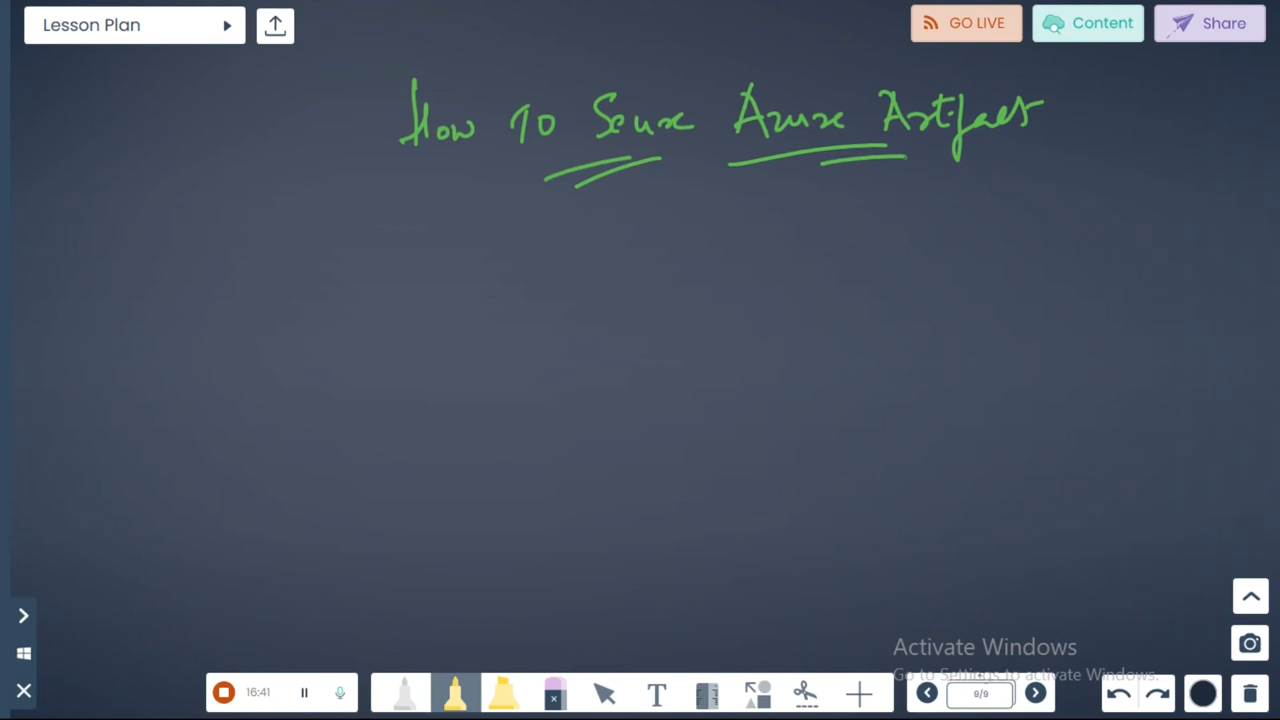 Lesson Plan
GO LIVE
Content
Share
How To Secure Azure Artifact
Activate Windows
Go to Settings to activate Windows.
16:41
T
9/9